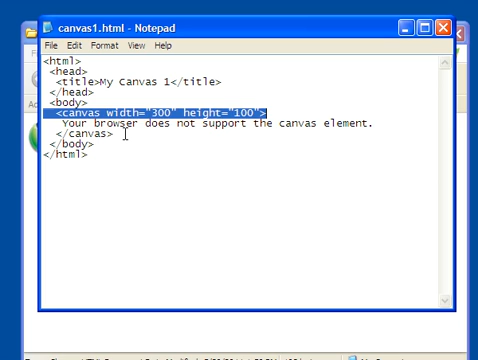 canvas1.html - Notepad
File Edit Format View Help
<html>
<head>
<title>My Canvas 1</title>
</head>
<body>
<canvas width="300" height="100">
Your browser does not support the canvas element.
</canvas>
</body>
</html>